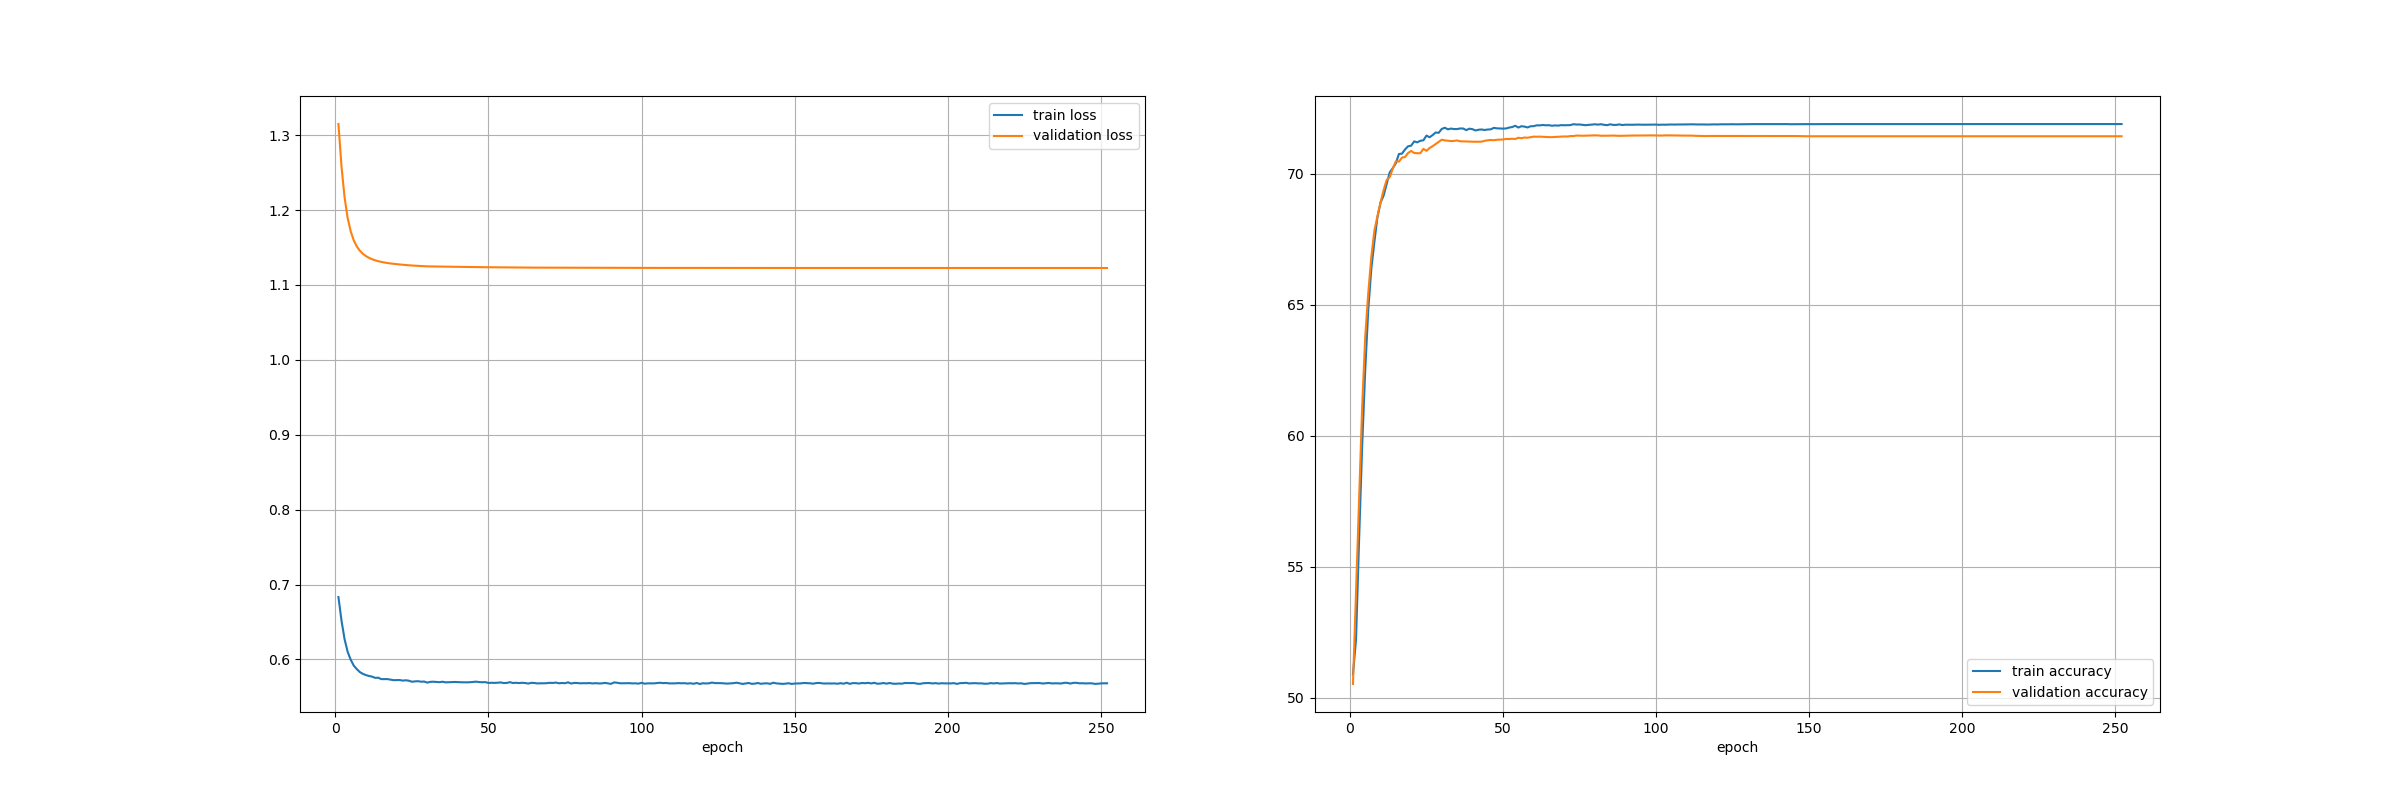 train loss
validation loss
1.3
1.2
1.1
1.0
0.9
0.8
0.7
0.6
0 50 100 150 200 250
epoch
70
65
60
55
50
train accuracy
validation accuracy
0 50 100 150 200 250
epoch